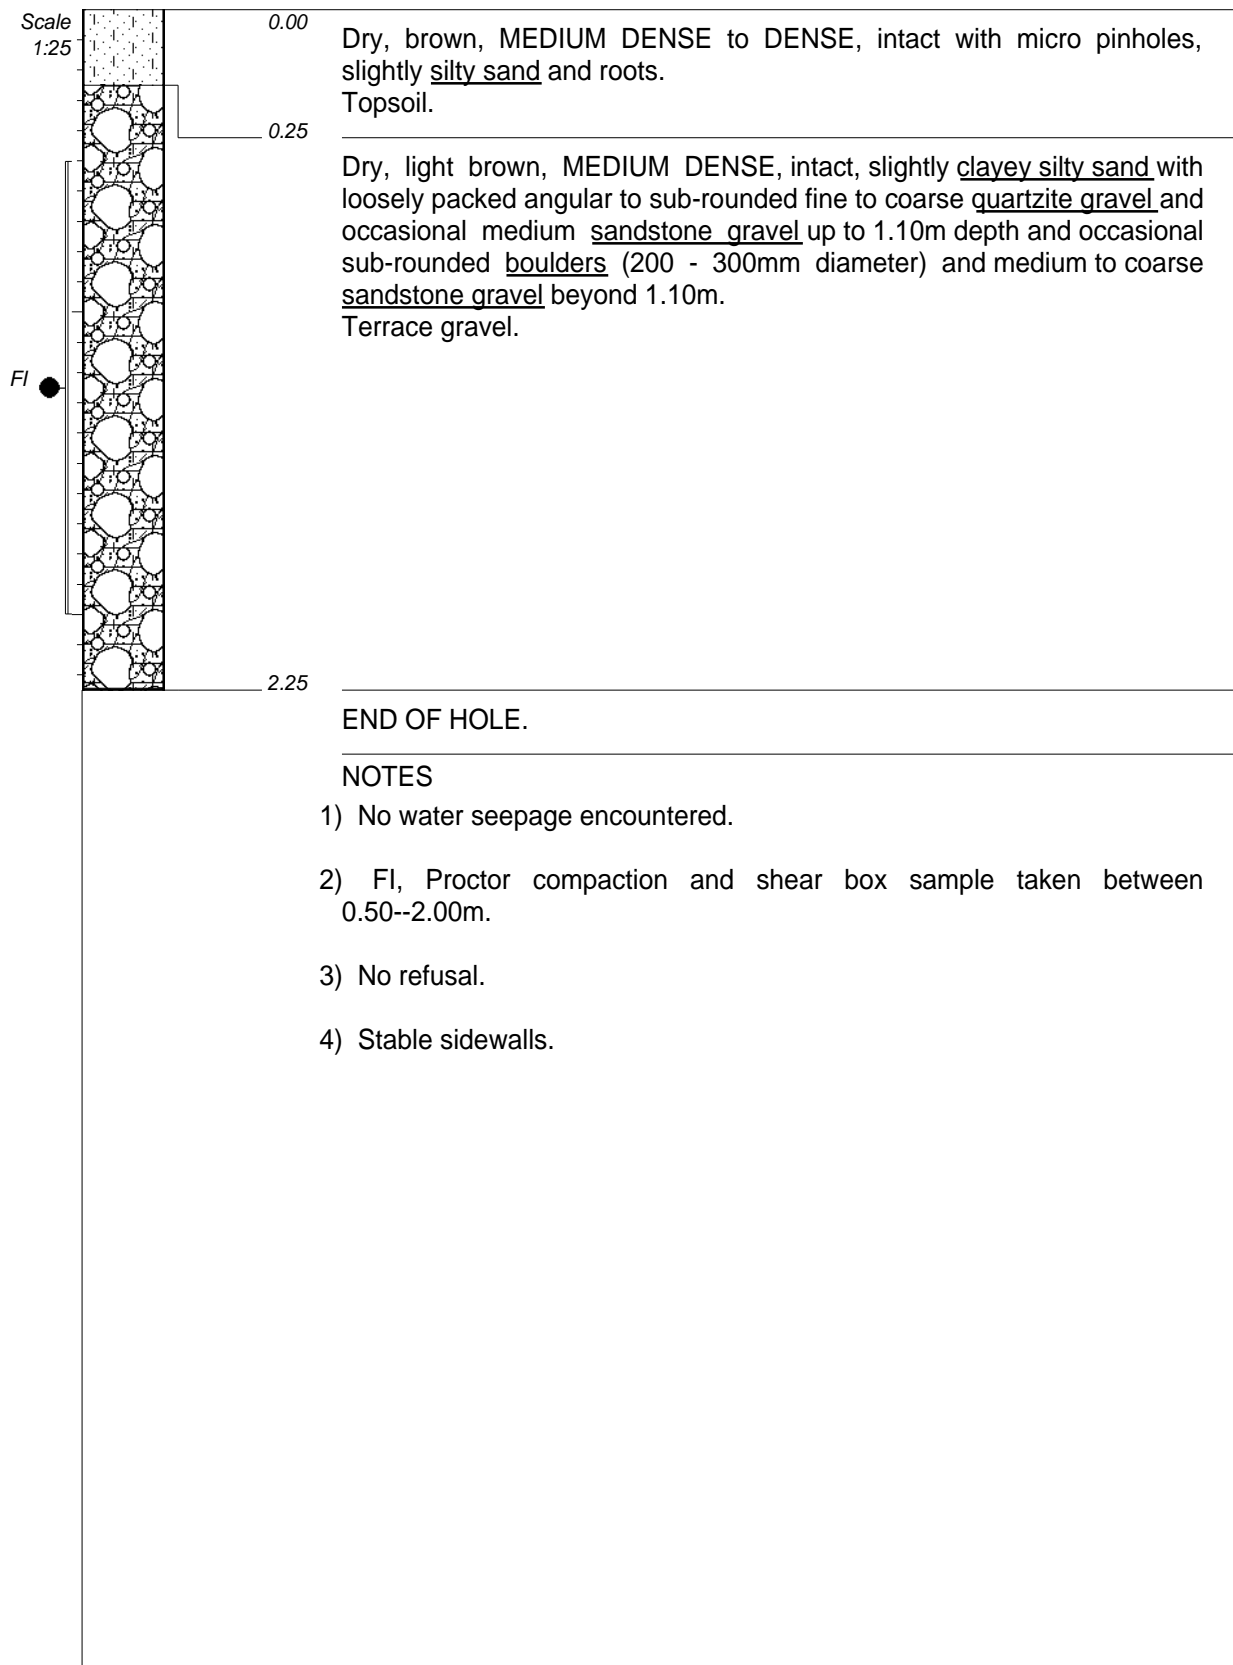 Scale
1:25
0.00
Dry, brown, MEDIUM DENSE to DENSE, intact with micro pinholes,
slightly silty sand and roots.
Topsoil.
0.25
Dry, light brown, MEDIUM DENSE, intact, slightly clayey silty sand with
loosely packed angular to sub-rounded fine to coarse quartzite gravel and
occasional medium sandstone gravel up to 1.10m depth and occasional
sub-rounded boulders (200 - 300mm diameter) and medium to coarse
sandstone gravel beyond 1.10m.
Terrace gravel.
FI
2.25
END OF HOLE.
NOTES
1) No water seepage encountered.
2) FI, Proctor compaction and shear box sample taken between
0.50--2.00m.
3) No refusal.
4) Stable sidewalls.